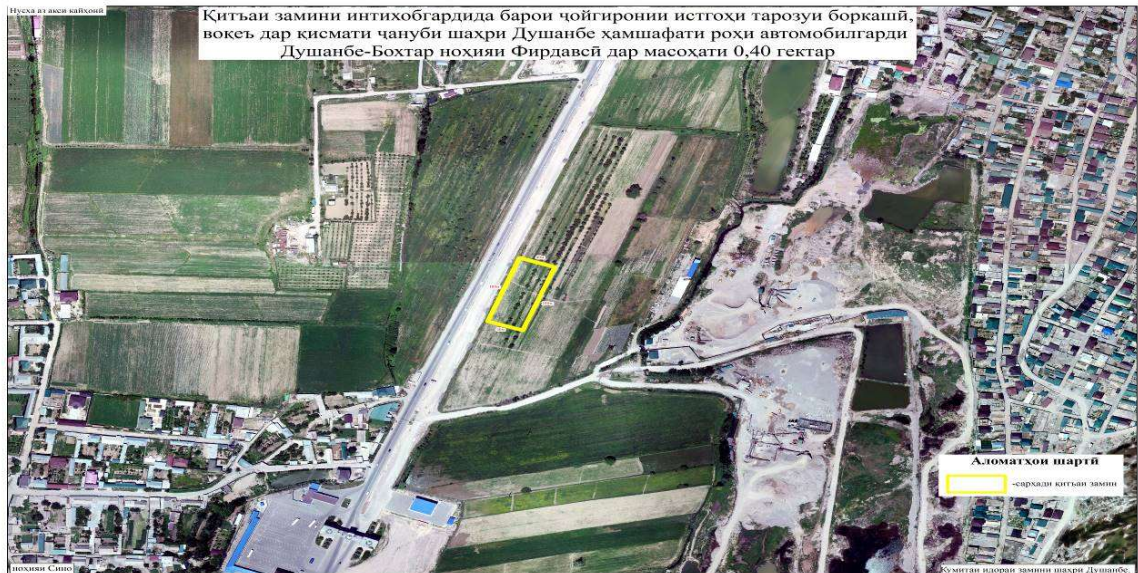 Нусха аз акси кайҳонӣ
Қитъаи замини интихобгардида барои ҷойгиронии истгоҳи тарозуи боркашӣ,
воқеъ дар қисмати ҷануби шаҳри Душанбе ҳамшафати роҳи автомобилгарди
Душанбе-Бохтар ноҳияи Фирдавсӣ дар масоҳати 0,40 гектар
Аломатҳои шартӣ
-сарҳади қитъаи замин
ноҳияи Сино
Кумитаи идораи замини шаҳри Душанбе.